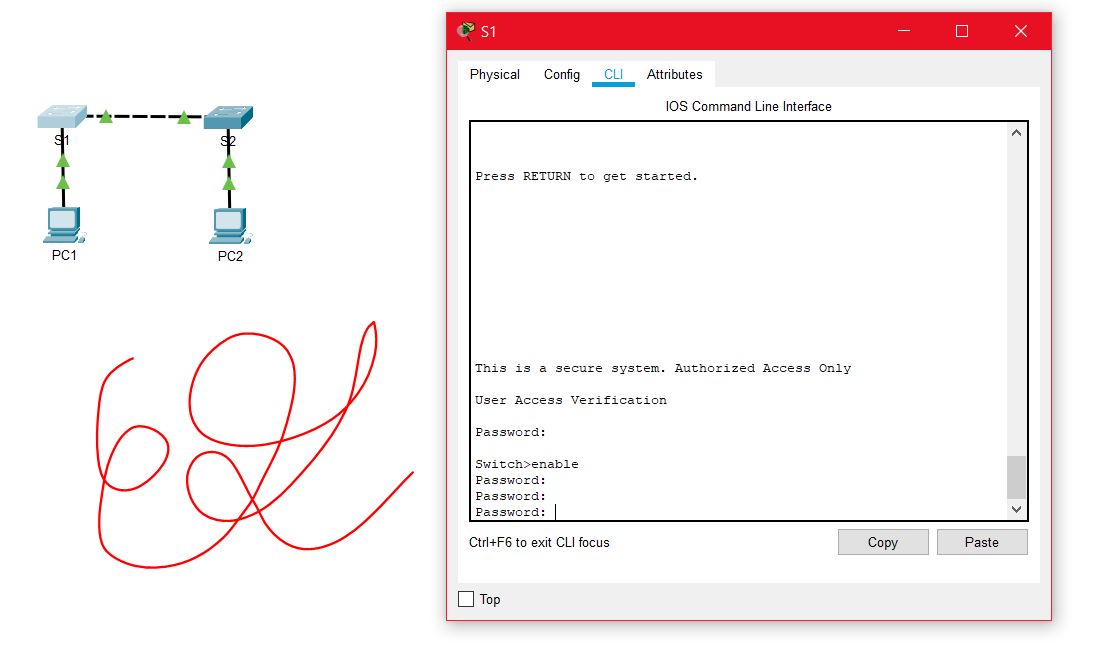 S1
S2
PC1
PC2
S1
Physical Config CLI Attributes
IOS Command Line Interface
Press RETURN to get started.
This is a secure system. Authorized Access Only
User Access Verification
Password:
Switch>enable
Password:
Password:
Password:
Ctrl+F6 to exit CLI focus
Copy Paste
Top